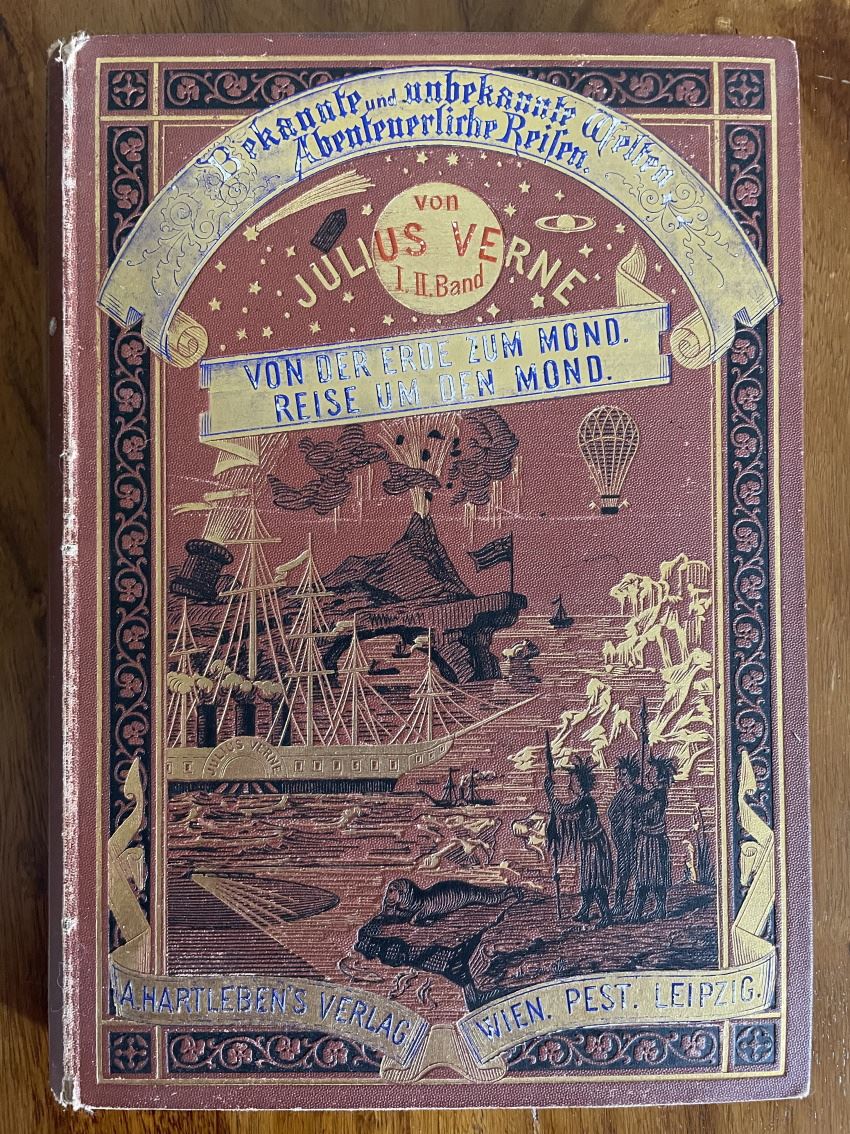 Bekannte und unbekannte Welten.
Abenteuerliche Reisen.
von
JULIUS VERNE
I. II. Band
VON DER ERDE ZUM MOND.
REISE UM DEN MOND.
JULIUS VERNE
A. HARTLEBEN'S VERLAG
WIEN. PEST. LEIPZIG.